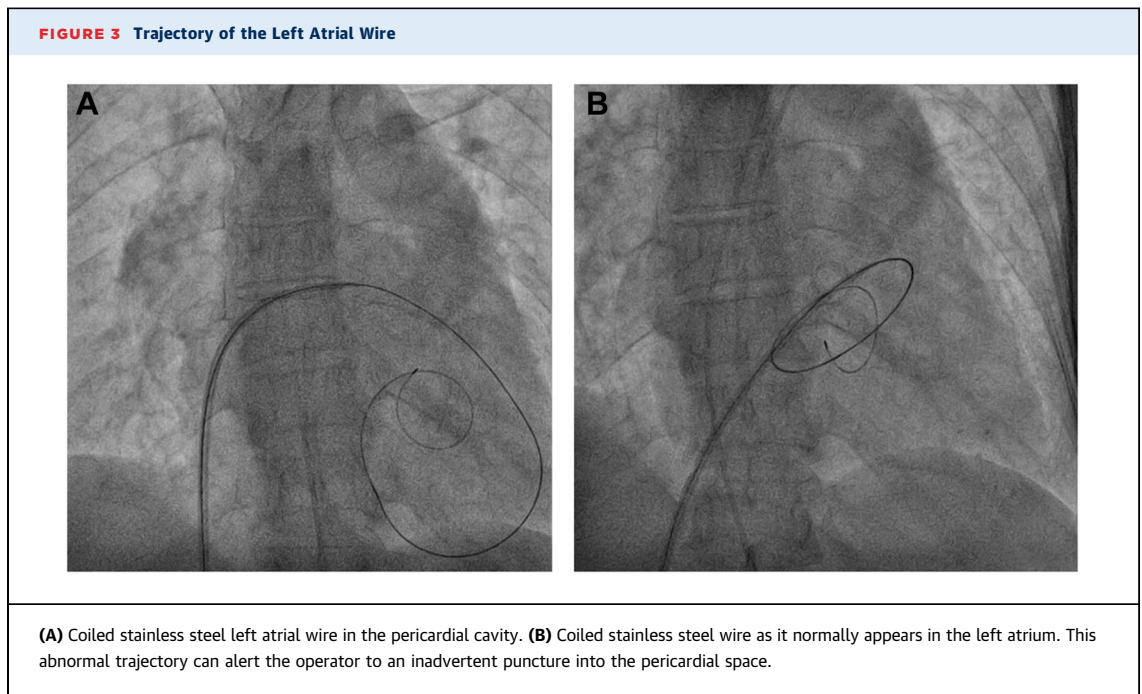 FIGURE 3 Trajectory of the Left Atrial Wire
A
B
(A) Coiled stainless steel left atrial wire in the pericardial cavity. (B) Coiled stainless steel wire as it normally appears in the left atrium. This
abnormal trajectory can alert the operator to an inadvertent puncture into the pericardial space.